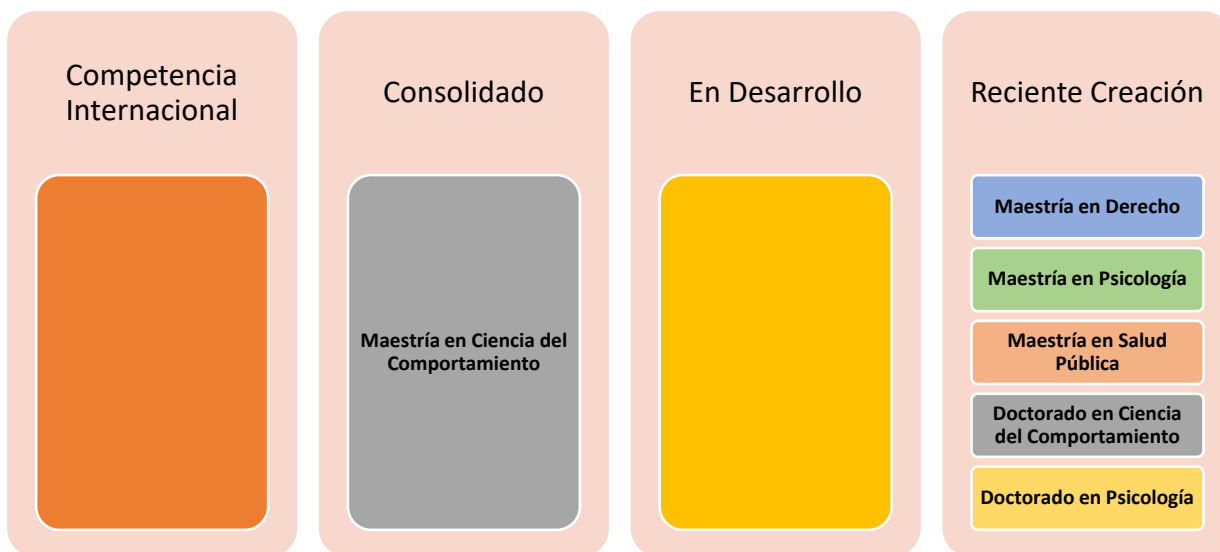 Competencia
Internacional
Consolidado
Maestría en Ciencia del
Comportamiento
En Desarrollo
Reciente Creación
Maestría en Derecho
Maestría en Psicología
Maestría en Salud
Pública
Doctorado en Ciencia
del Comportamiento
Doctorado en Psicología